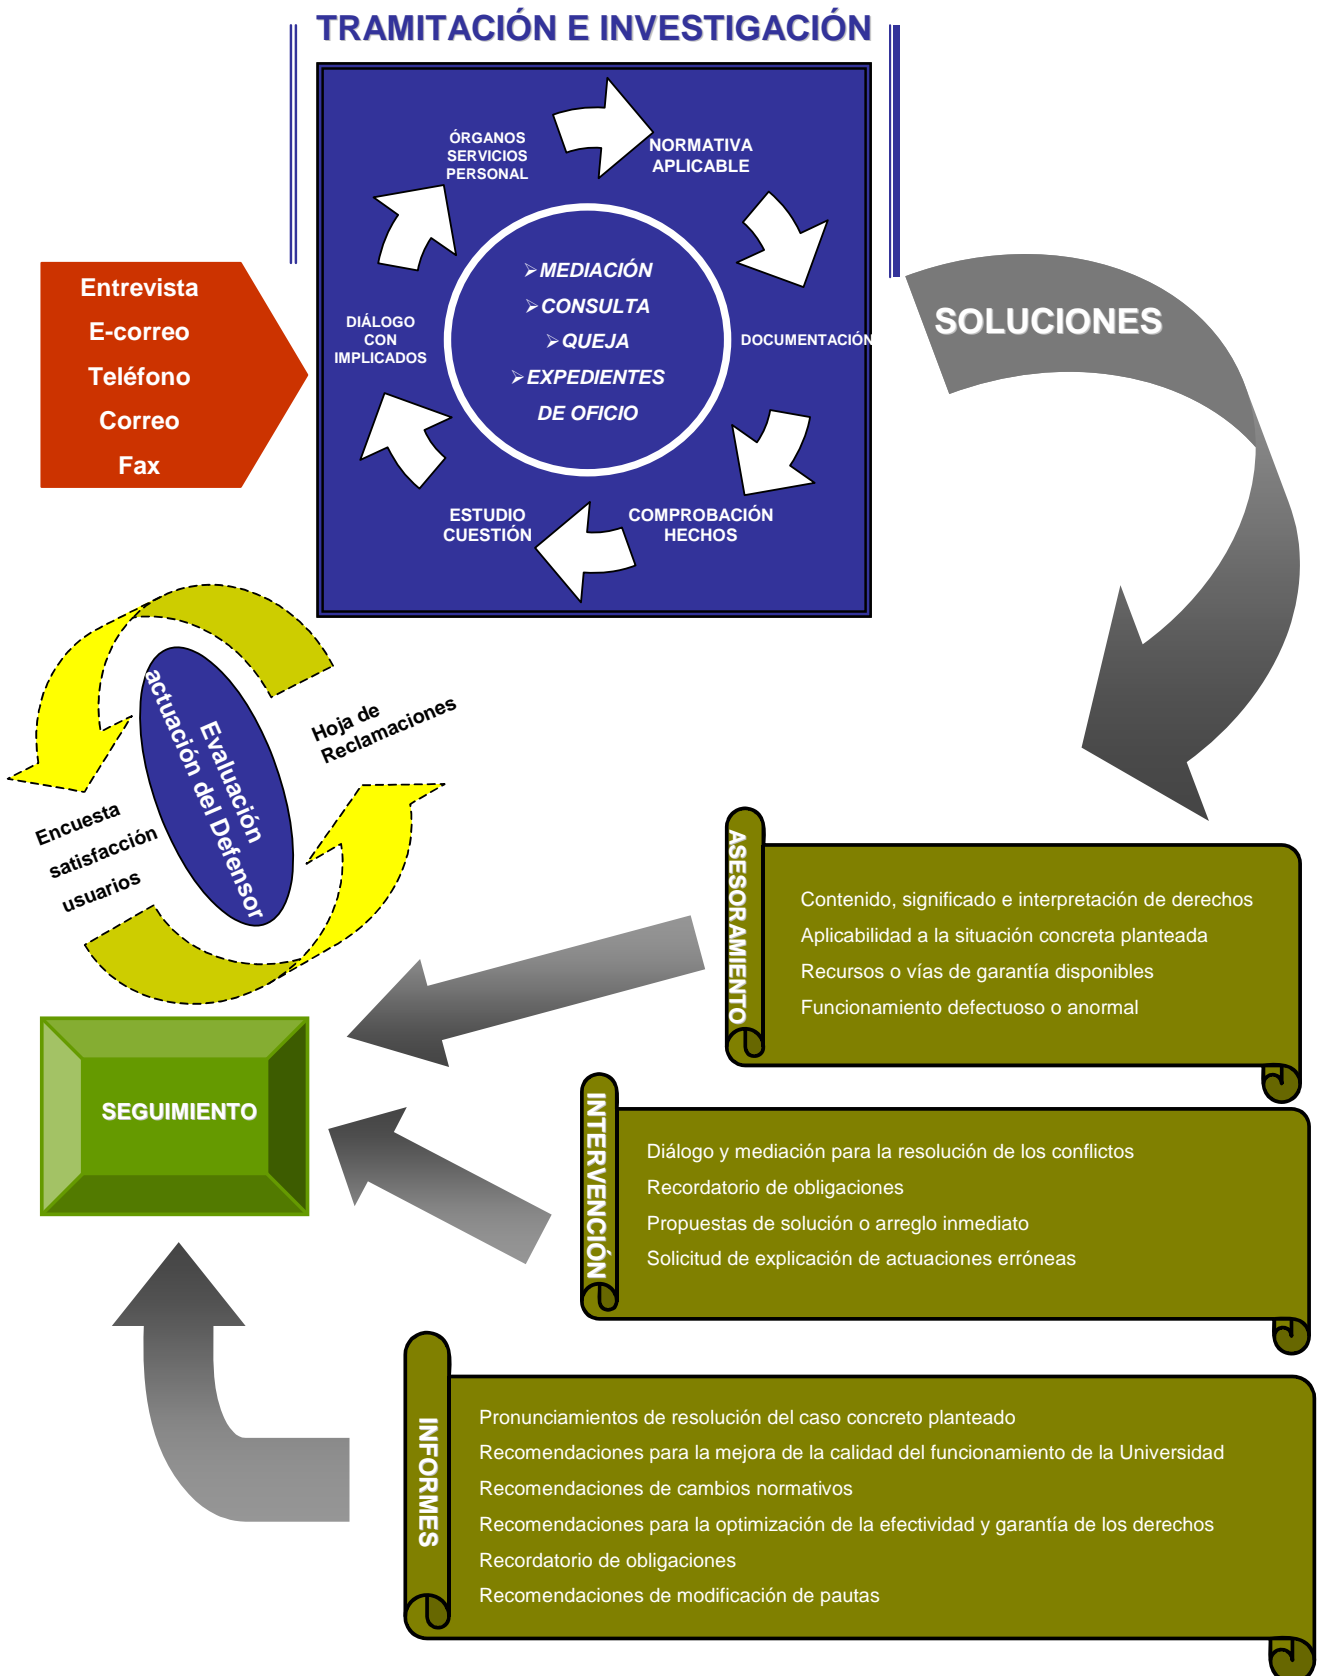 TRAMITACIÓN E INVESTIGACIÓN
ÓRGANOS
SERVICIOS
PERSONAL
NORMATIVA
APLICABLE
DOCUMENTACIÓN
COMPROBACIÓN
HECHOS
ESTUDIO
CUESTIÓN
DIÁLOGO
CON
IMPLICADOS
➢MEDIACIÓN
➢CONSULTA
➢QUEJA
➢EXPEDIENTES
DE OFICIO
Entrevista
E-correo
Teléfono
Correo
Fax
SOLUCIONES
Evaluación
actuación del Defensor
Hoja de
Reclamaciones
Encuesta
satisfacción
usuarios
ASESORAMIENTO
Contenido, significado e interpretación de derechos
Aplicabilidad a la situación concreta planteada
Recursos o vías de garantía disponibles
Funcionamiento defectuoso o anormal
SEGUIMIENTO
INTERVENCIÓN
Diálogo y mediación para la resolución de los conflictos
Recordatorio de obligaciones
Propuestas de solución o arreglo inmediato
Solicitud de explicación de actuaciones erróneas
INFORMES
Pronunciamientos de resolución del caso concreto planteado
Recomendaciones para la mejora de la calidad del funcionamiento de la Universidad
Recomendaciones de cambios normativos
Recomendaciones para la optimización de la efectividad y garantía de los derechos
Recordatorio de obligaciones
Recomendaciones de modificación de pautas